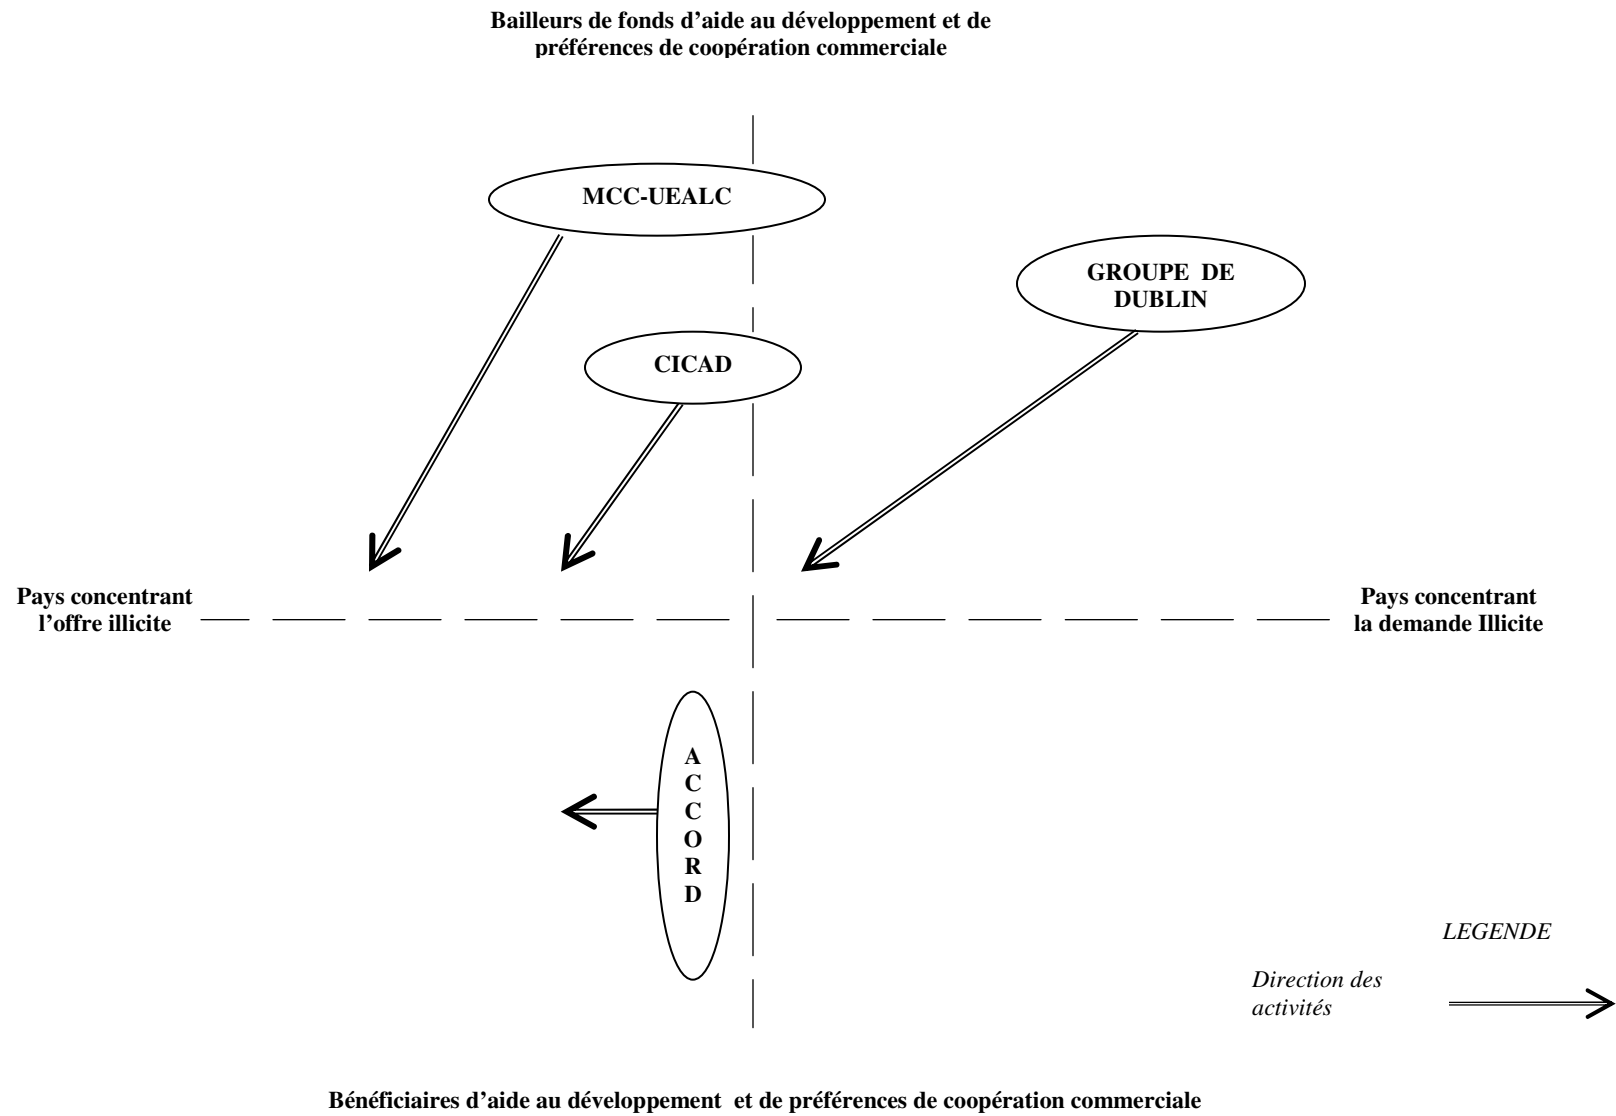 Bailleurs de fonds d’aide au développement et de
préférences de coopération commerciale
MCC-UEALC
GROUPE DE
DUBLIN
CICAD
Pays concentrant
l’offre illicite
Pays concentrant
la demande Illicite
A
C
C
O
R
D
LEGENDE
Direction des
activités
Bénéficiaires d’aide au développement et de préférences de coopération commerciale